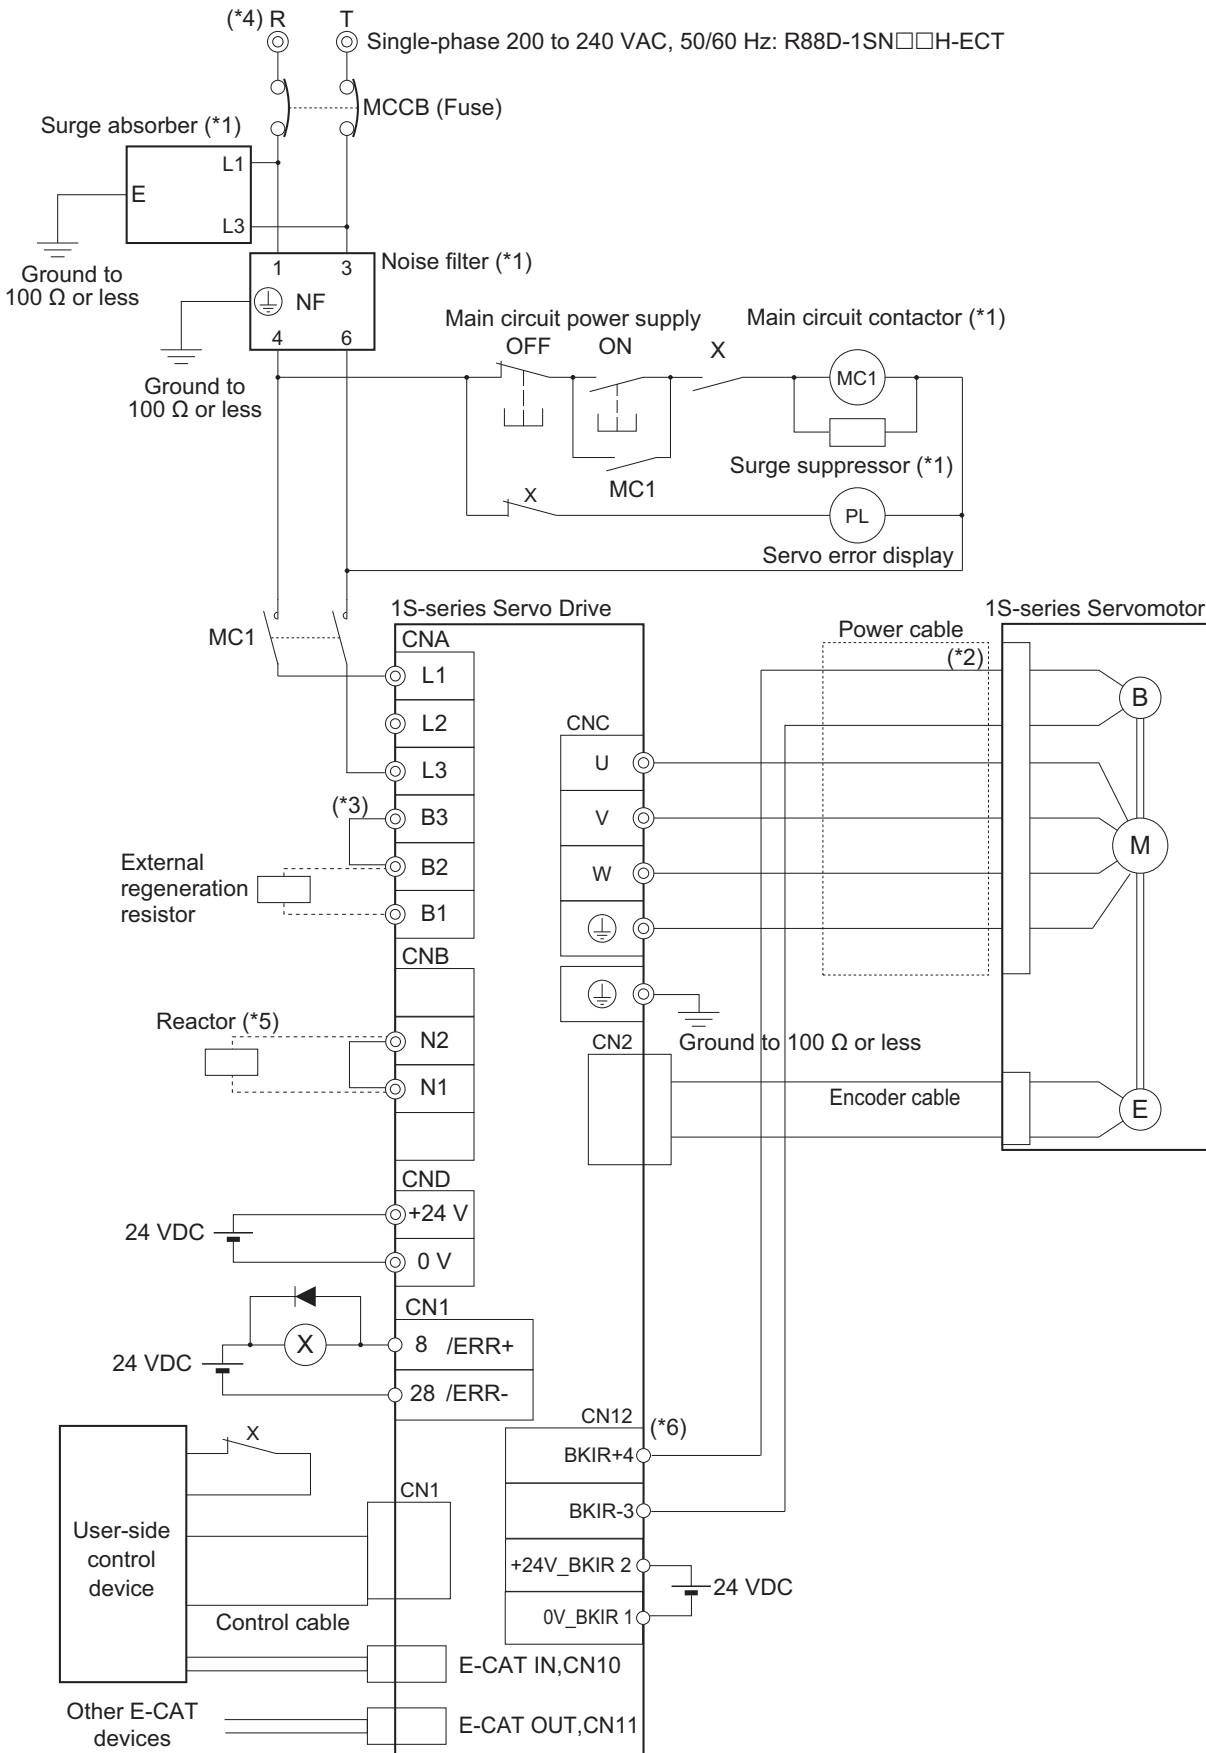 (*4) R T
Single-phase 200 to 240 VAC, 50/60 Hz: R88D-1SN□□H-ECT
MCCB (Fuse)
Surge absorber (*1)
L1
E
L3
Ground to
100 Ω or less
1 3
Noise filter (*1)
NF
4 6
Ground to
100 Ω or less
Main circuit power supply
OFF ON
X
Main circuit contactor (*1)
MC1
Surge suppressor (*1)
MC1
X
PL
Servo error display
MC1
1S-series Servo Drive
CNA
L1
L2
L3
(*3)
B3
B2
B1
External
regeneration
resistor
CNB
Reactor (*5)
N2
N1
CND
24 VDC
+24 V
0 V
CN1
24 VDC
X
8 /ERR+
28 /ERR-
User-side
control
device
X
CN1
Control cable
E-CAT IN,CN10
Other E-CAT
devices
E-CAT OUT,CN11
CNC
U
V
W
Ground to 100 Ω or less
CN2
Encoder cable
CN12
(*6)
BKIR+4
BKIR-3
+24V_BKIR 2
0V_BKIR 1
24 VDC
Power cable
(*2)
1S-series Servomotor
B
M
E